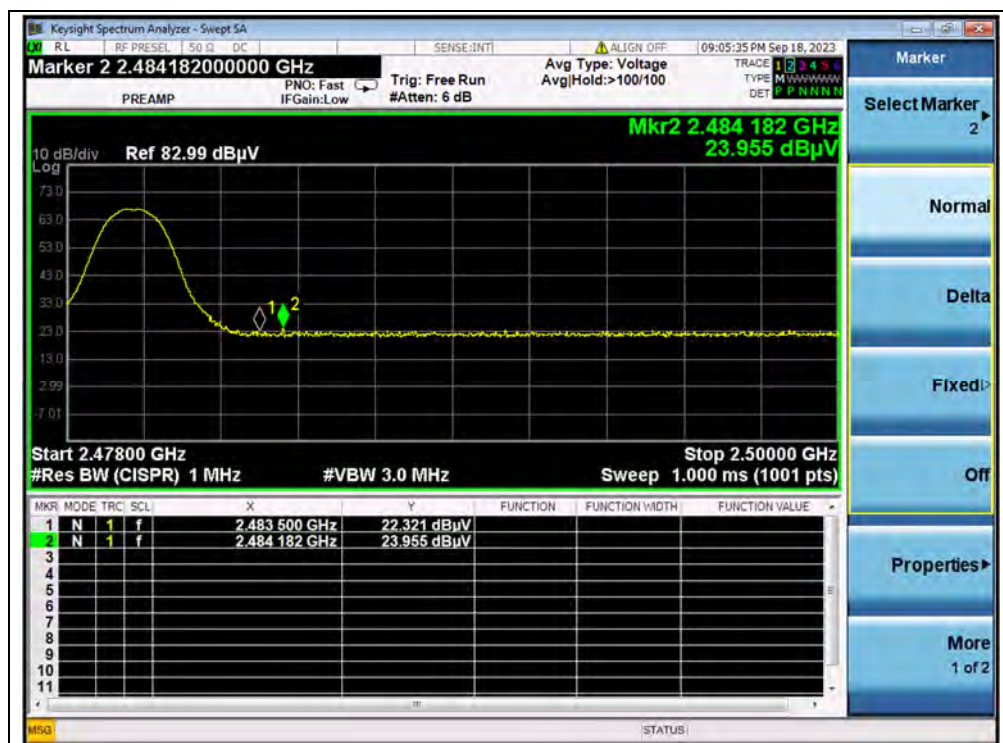 Keysight Spectrum Analyzer - Swept SA
RL RF PRESEL 50 Ω DC SENSE:INT ALIGN OFF 09:05:35 PM Sep 18, 2023
Marker 2 2.484182000000 GHz
PREAMP
PNO: Fast
IFGain:Low
Trig: Free Run
#Atten: 6 dB
Avg Type: Voltage
Avg|Hold:>100/100
TRACE 1 2 3 4 5 6
TYPE M WWWWW
DET P P N N N N
Mkr2 2.484 182 GHz
23.955 dBµV
10 dB/div Ref 82.99 dBµV
Log
73.0
63.0
53.0
43.0
33.0
23.0
13.0
2.99
-7.01
1 2
Start 2.47800 GHz Stop 2.50000 GHz
#Res BW (CISPR) 1 MHz #VBW 3.0 MHz Sweep 1.000 ms (1001 pts)
MKR MODE TRC SCL X Y FUNCTION FUNCTION WIDTH FUNCTION VALUE
1 N 1 f 2.483 500 GHz 22.321 dBµV
2 N 1 f 2.484 182 GHz 23.955 dBµV
3
4
5
6
7
8
9
10
11
MSG STATUS
Marker
Select Marker
2
Normal
Delta
Fixed
Off
Properties
More
1 of 2